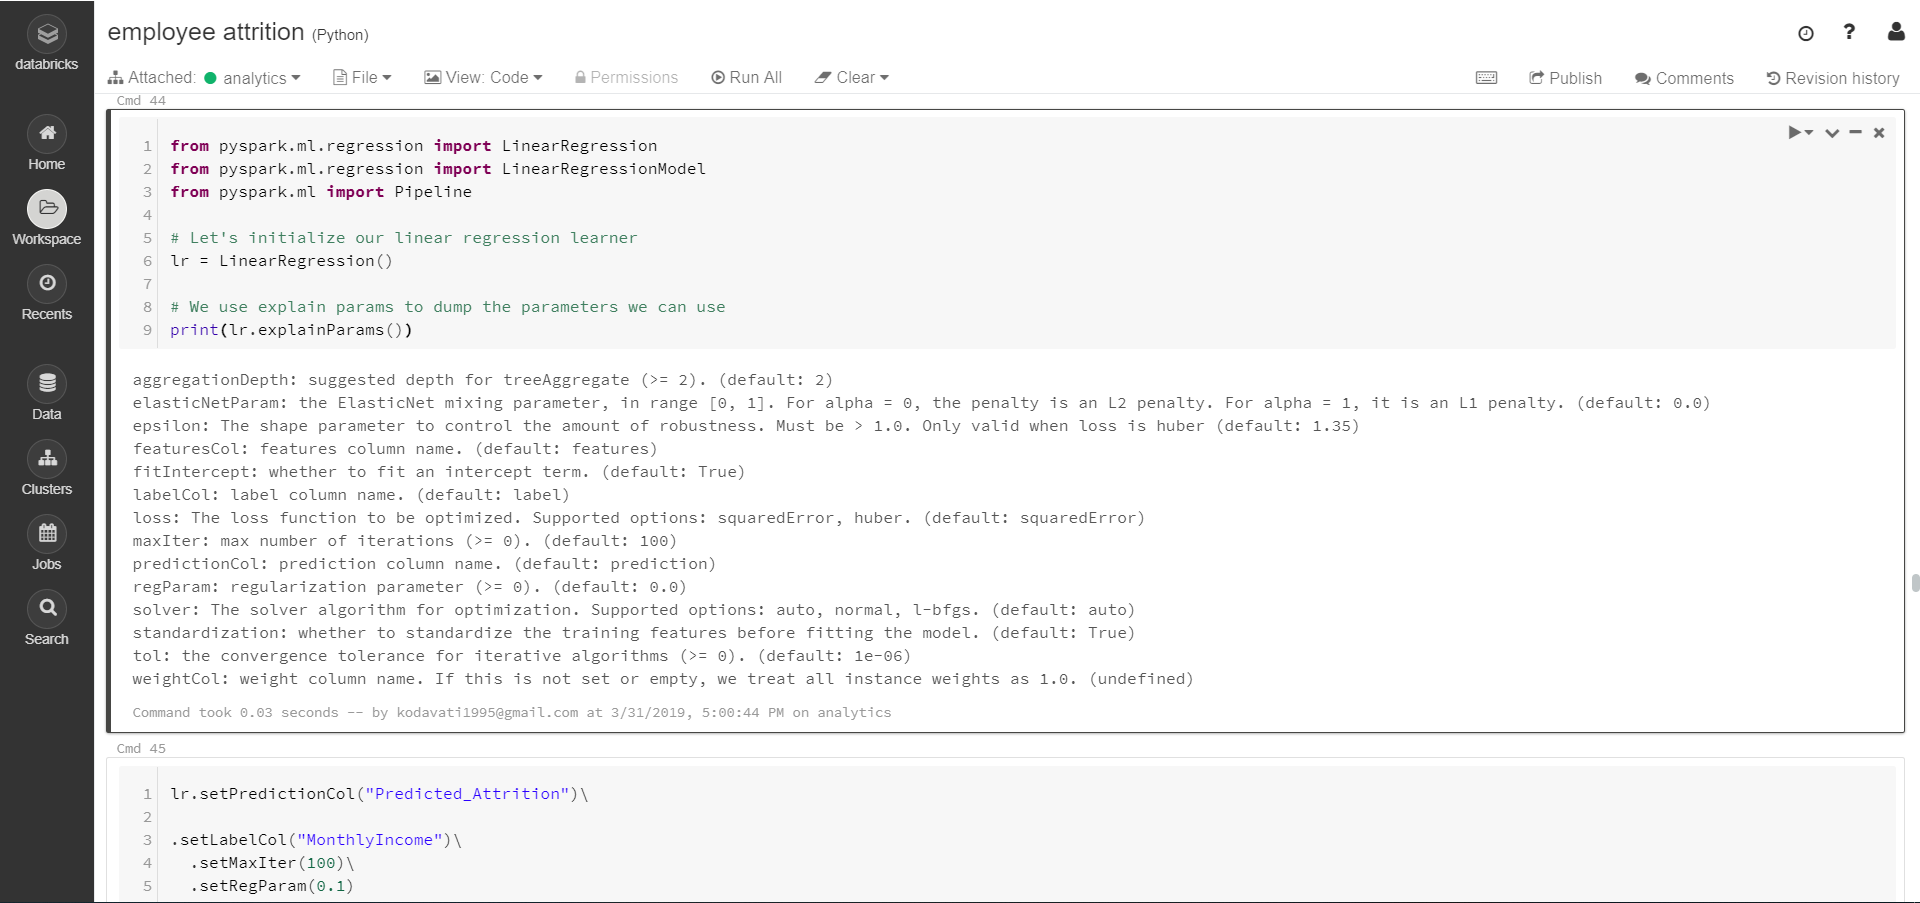 databricks
Home
Workspace
Recents
Data
Clusters
Jobs
Search
employee attrition (Python)
?
Attached: analytics File View: Code Permissions Run All Clear Publish Comments Revision history
Cmd 44
1 from pyspark.ml.regression import LinearRegression
2 from pyspark.ml.regression import LinearRegressionModel
3 from pyspark.ml import Pipeline
4
5 # Let's initialize our linear regression learner
6 lr = LinearRegression()
7
8 # We use explain params to dump the parameters we can use
9 print(lr.explainParams())
aggregationDepth: suggested depth for treeAggregate (>= 2). (default: 2)
elasticNetParam: the ElasticNet mixing parameter, in range [0, 1]. For alpha = 0, the penalty is an L2 penalty. For alpha = 1, it is an L1 penalty. (default: 0.0)
epsilon: The shape parameter to control the amount of robustness. Must be > 1.0. Only valid when loss is huber (default: 1.35)
featuresCol: features column name. (default: features)
fitIntercept: whether to fit an intercept term. (default: True)
labelCol: label column name. (default: label)
loss: The loss function to be optimized. Supported options: squaredError, huber. (default: squaredError)
maxIter: max number of iterations (>= 0). (default: 100)
predictionCol: prediction column name. (default: prediction)
regParam: regularization parameter (>= 0). (default: 0.0)
solver: The solver algorithm for optimization. Supported options: auto, normal, l-bfgs. (default: auto)
standardization: whether to standardize the training features before fitting the model. (default: True)
tol: the convergence tolerance for iterative algorithms (>= 0). (default: 1e-06)
weightCol: weight column name. If this is not set or empty, we treat all instance weights as 1.0. (undefined)
Command took 0.03 seconds -- by kodavati1995@gmail.com at 3/31/2019, 5:00:44 PM on analytics
Cmd 45
1 lr.setPredictionCol("Predicted_Attrition")\
2
3 .setLabelCol("MonthlyIncome")\
4 .setMaxIter(100)\
5 .setRegParam(0.1)